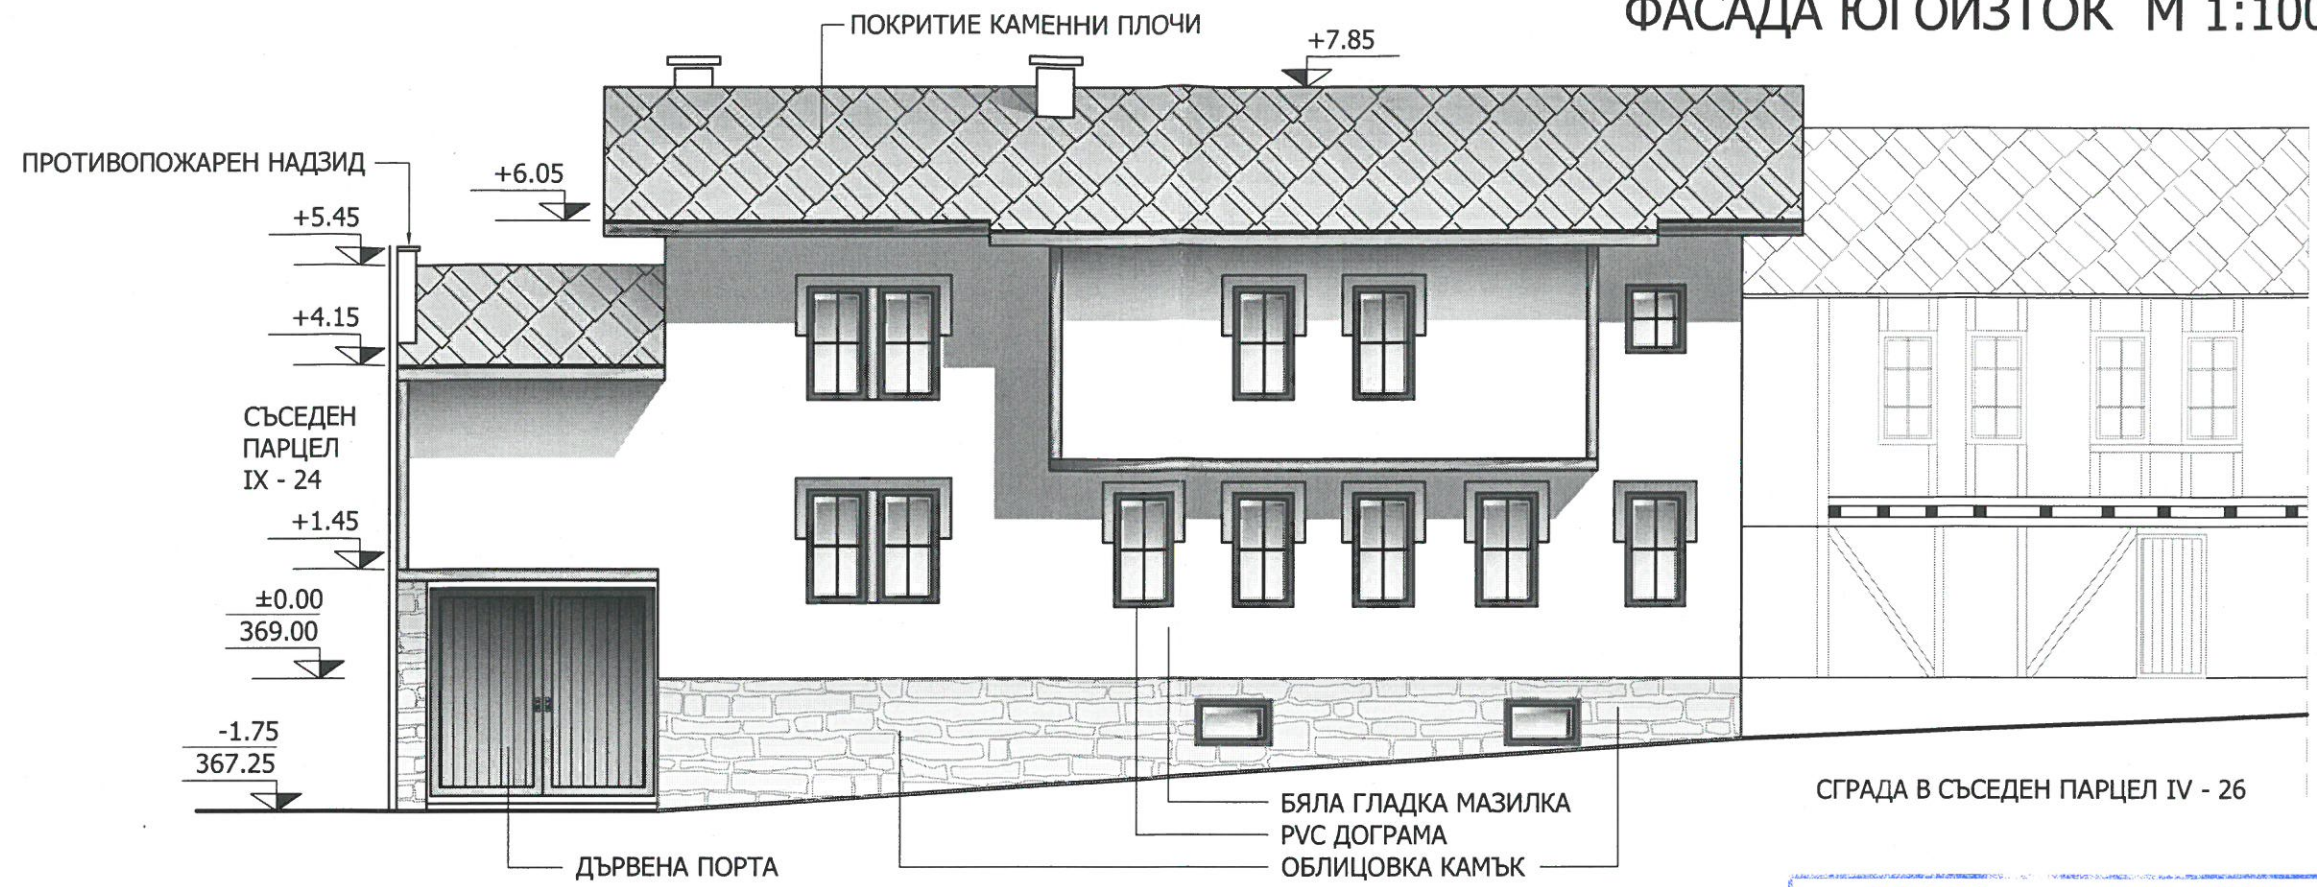 ФАСАДА ЮГОИЗТОК М 1:100
ПОКРИТИЕ КАМЕННИ ПЛОЧИ
+7.85
ПРОТИВОПОЖАРЕН НАДЗИД
+6.05
+5.45
+4.15
СЪСЕДЕН
ПАРЦЕЛ
IX - 24
+1.45
±0.00
369.00
-1.75
367.25
СГРАДА В СЪСЕДЕН ПАРЦЕЛ IV - 26
БЯЛА ГЛАДКА МАЗИЛКА
PVC ДОГРАМА
ОБЛИЦОВКА КАМЪК
ДЪРВЕНА ПОРТА